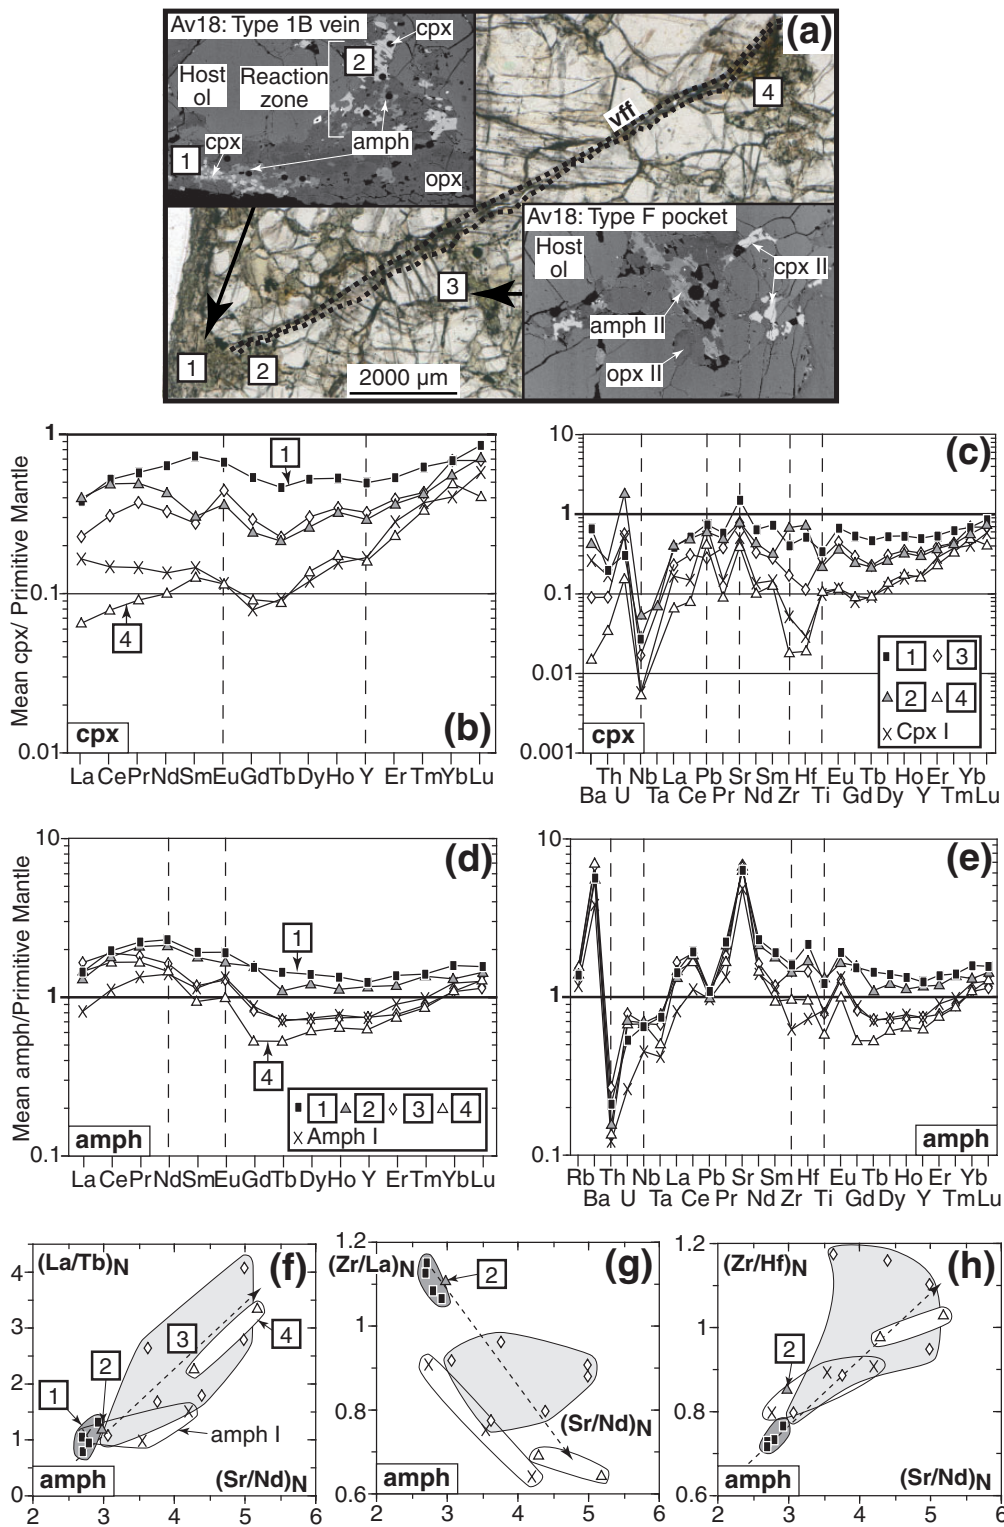 Av18: Type 1B vein
cpx
(a)
2
Host
ol
Reaction
zone
4
vff
cpx
amph
1
opx
Av18: Type F pocket
Host
ol
cpx II
3
amph II
opx II
1
2
2000 µm
Mean cpx/ Primitive Mantle
1
0.1
0.01
1
4
cpx
(b)
La Ce Pr Nd Sm Eu Gd Tb Dy Ho Y Er Tm Yb Lu
10
1
0.1
0.01
0.001
(c)
1 3
2 4
Cpx I
cpx
Th Nb La Pb Sr Sm Hf Eu Tb Ho Er Yb
Ba U Ta Ce Pr Nd Zr Ti Gd Dy Y Tm Lu
Mean amph/Primitive Mantle
10
1
0.1
(d)
1
4
1 2 3 4
Amph I
amph
La Ce Pr Nd Sm Eu Gd Tb Dy Ho Y Er Tm Yb Lu
10
1
0.1
(e)
amph
Rb Th Nb La Pb Sr Sm Hf Eu Tb Ho Er Yb
Ba U Ta Ce Pr Nd Zr Ti Gd Dy Y Tm Lu
(La/Tb)N
(f)
4
3
2
1
0
3
4
2
1
amph I
amph
(Sr/Nd)N
2 3 4 5 6
1.2
1
0.8
0.6
(Zr/La)N
(g)
2
(Sr/Nd)N
amph
2 3 4 5 6
1.2
1
0.8
0.6
(Zr/Hf)N
(h)
2
amph
(Sr/Nd)N
2 3 4 5 6